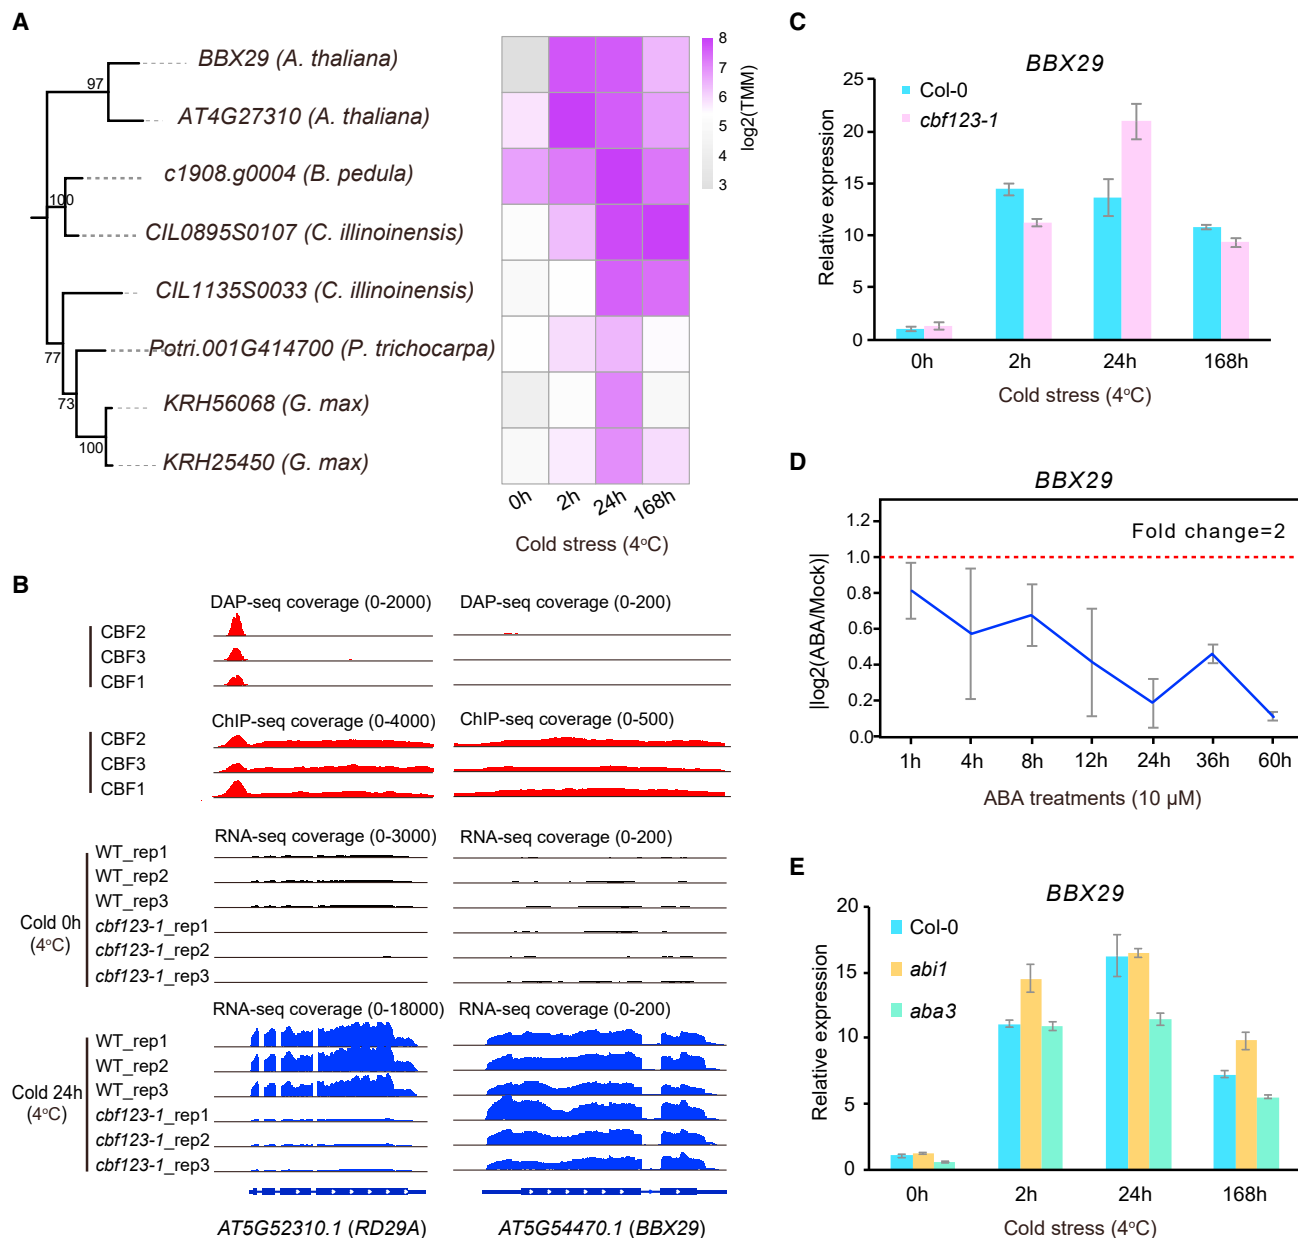 A
BBX29 (A. thaliana)
AT4G27310 (A. thaliana)
c1908.g0004 (B. pedula)
CIL0895S0107 (C. illinoinensis)
CIL1135S0033 (C. illinoinensis)
Potri.001G414700 (P. trichocarpa)
KRH56068 (G. max)
KRH25450 (G. max)
97
100
77
73
100
8
7
6
5
4
3
log2(TMM)
0h 2h 24h 168h
Cold stress (4°C)
B
DAP-seq coverage (0-2000) DAP-seq coverage (0-200)
CBF2
CBF3
CBF1
ChIP-seq coverage (0-4000) ChIP-seq coverage (0-500)
CBF2
CBF3
CBF1
RNA-seq coverage (0-3000) RNA-seq coverage (0-200)
WT_rep1
WT_rep2
WT_rep3
cbf123-1_rep1
cbf123-1_rep2
cbf123-1_rep3
Cold 0h
(4°C)
RNA-seq coverage (0-18000) RNA-seq coverage (0-200)
WT_rep1
WT_rep2
WT_rep3
cbf123-1_rep1
cbf123-1_rep2
cbf123-1_rep3
Cold 24h
(4°C)
AT5G52310.1 (RD29A) AT5G54470.1 (BBX29)
C
BBX29
Col-0
cbf123-1
Relative expression
25
20
15
10
5
0
0h 2h 24h 168h
Cold stress (4°C)
D
BBX29
Fold change=2
|log2(ABA/Mock)|
1.2
1.0
0.8
0.6
0.4
0.2
0.0
1h 4h 8h 12h 24h 36h 60h
ABA treatments (10 µM)
E
BBX29
Col-0
abi1
aba3
Relative expression
20
15
10
5
0
0h 2h 24h 168h
Cold stress (4°C)